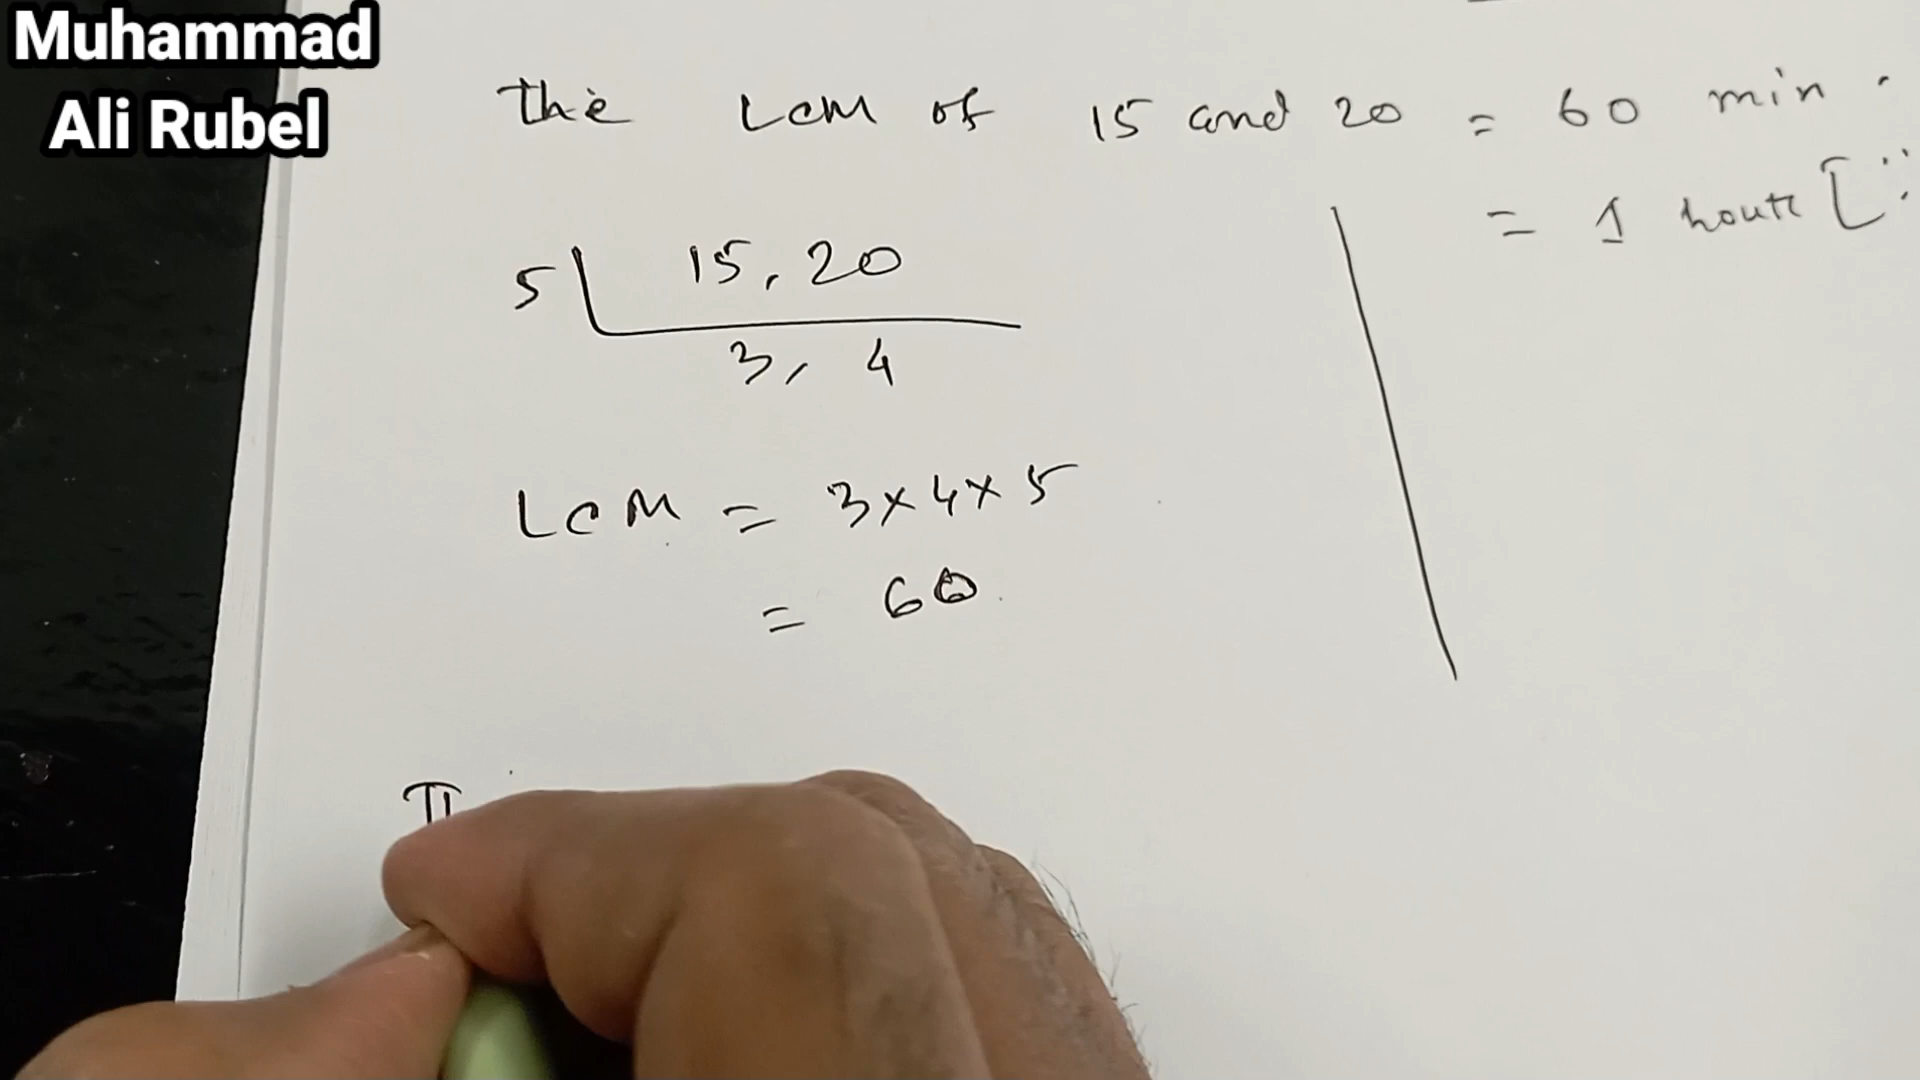 Muhammad
Ali Rubel
the LCM of 15 and 20 = 60 min.
= 1 hour [∵
5 15, 20
3, 4
LCM = 3×4×5
= 60